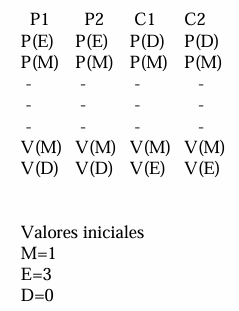 P1 P2 C1 C2
P(E) P(E) P(D) P(D)
P(M) P(M) P(M) P(M)
- - - -
- - - -
- - - -
V(M) V(M) V(M) V(M)
V(D) V(D) V(E) V(E)
Valores iniciales
M=1
E=3
D=0